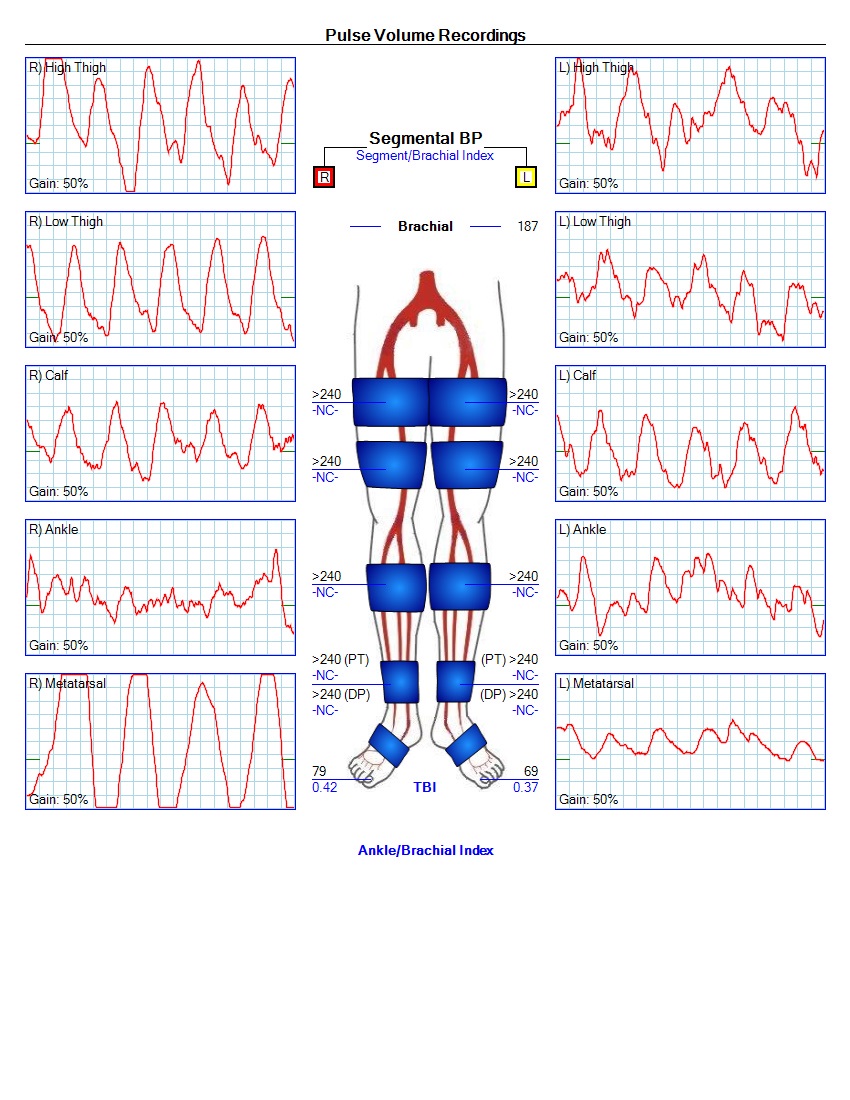 Pulse Volume Recordings
R) High Thigh
Gain: 50%
R) Low Thigh
Gain: 50%
R) Calf
Gain: 50%
R) Ankle
Gain: 50%
R) Metatarsal
Gain: 50%
Segmental BP
Segment/Brachial Index
R
L
Brachial 187
>240 >240
-NC- -NC-
>240 >240
-NC- -NC-
>240 >240
-NC- -NC-
>240 (PT) (PT) >240
-NC- -NC-
>240 (DP) (DP) >240
-NC- -NC-
79 69
0.42 TBI 0.37
Ankle/Brachial Index
L) High Thigh
Gain: 50%
L) Low Thigh
Gain: 50%
L) Calf
Gain: 50%
L) Ankle
Gain: 50%
L) Metatarsal
Gain: 50%